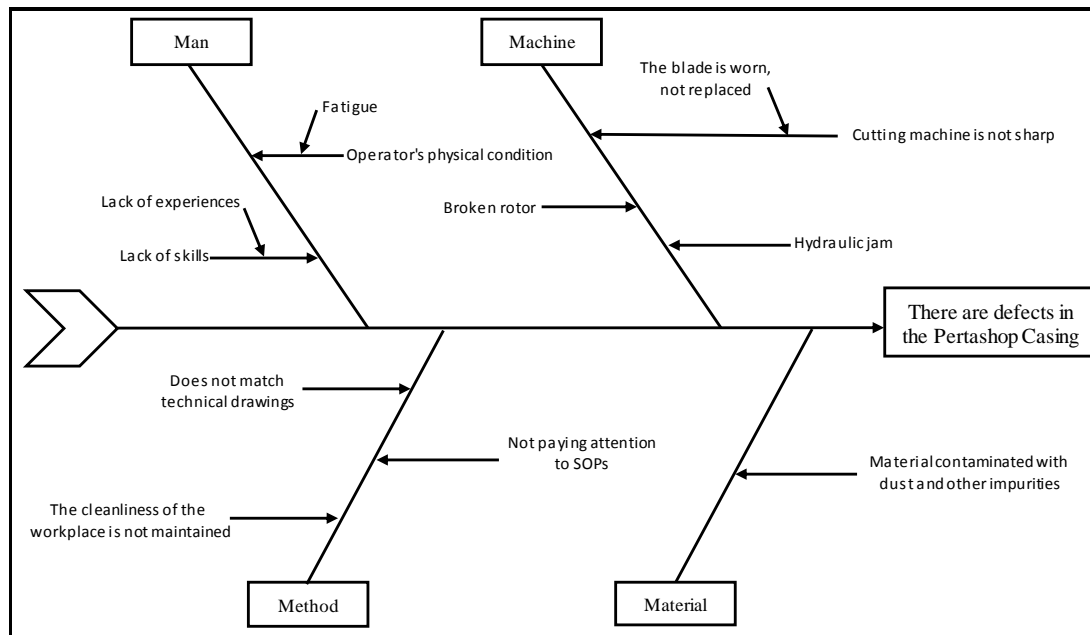 Man
Machine
The blade is worn,
not replaced
Fatigue
Cutting machine is not sharp
Operator's physical condition
Lack of experiences
Broken rotor
Lack of skills
Hydraulic jam
There are defects in
the Pertashop Casing
Does not match
technical drawings
Not paying attention
to SOPs
Material contaminated with
dust and other impurities
The cleanliness of the
workplace is not maintained
Method
Material